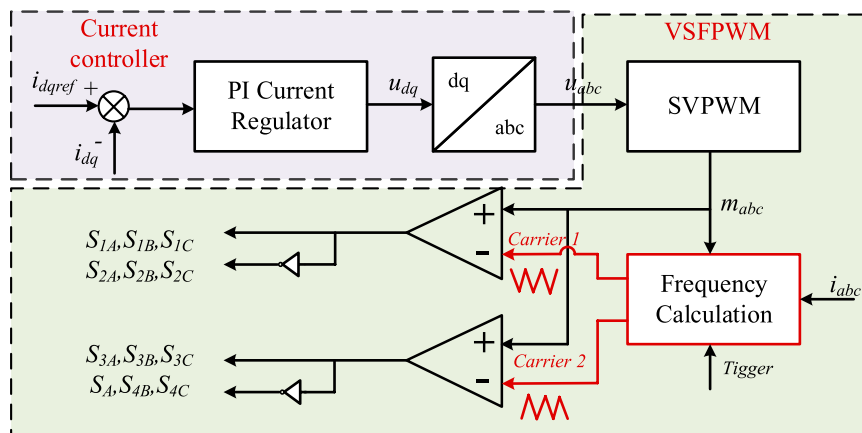 Current
controller
VSFPWM
i_dqref
+
-
i_dq
PI Current
Regulator
u_dq
dq
abc
u_abc
SVPWM
m_abc
S_1A,S_1B,S_1C
S_2A,S_2B,S_2C
+
-
Carrier 1
Frequency
Calculation
i_abc
Tigger
S_3A,S_3B,S_3C
S_A,S_4B,S_4C
+
-
Carrier 2